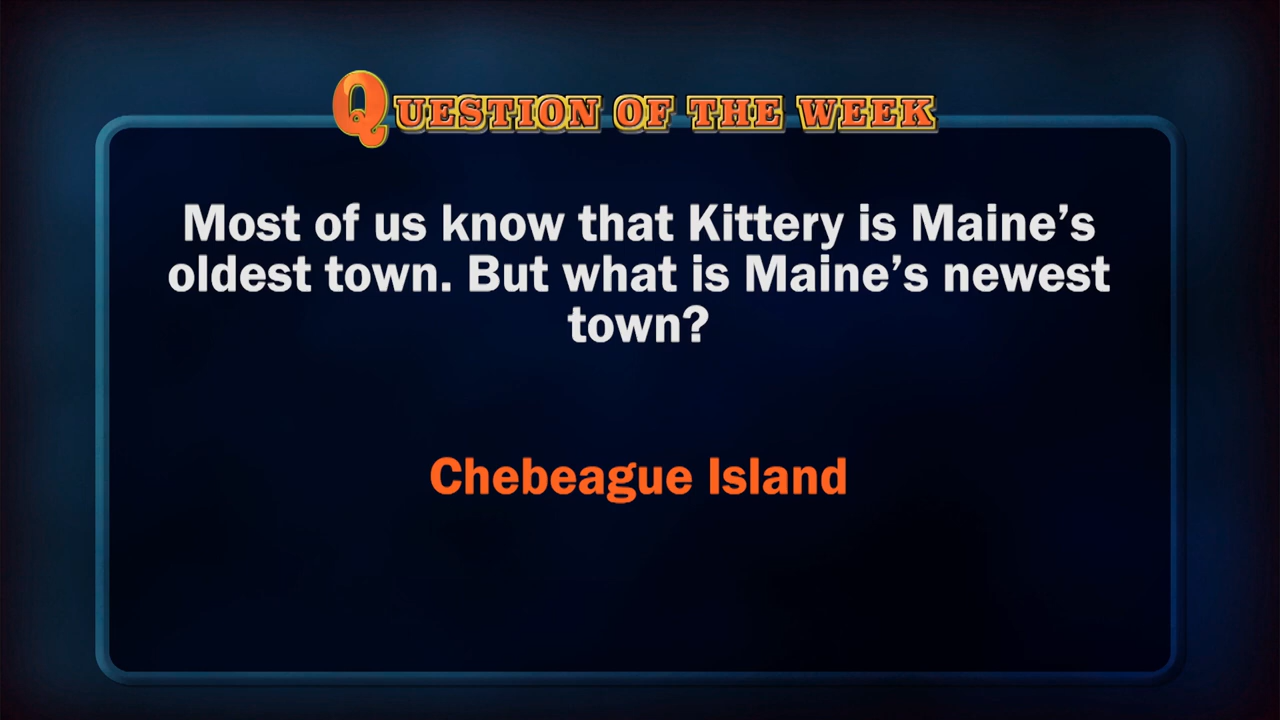 QUESTION OF THE WEEK
Most of us know that Kittery is Maine’s
oldest town. But what is Maine’s newest
town?
Chebeague Island